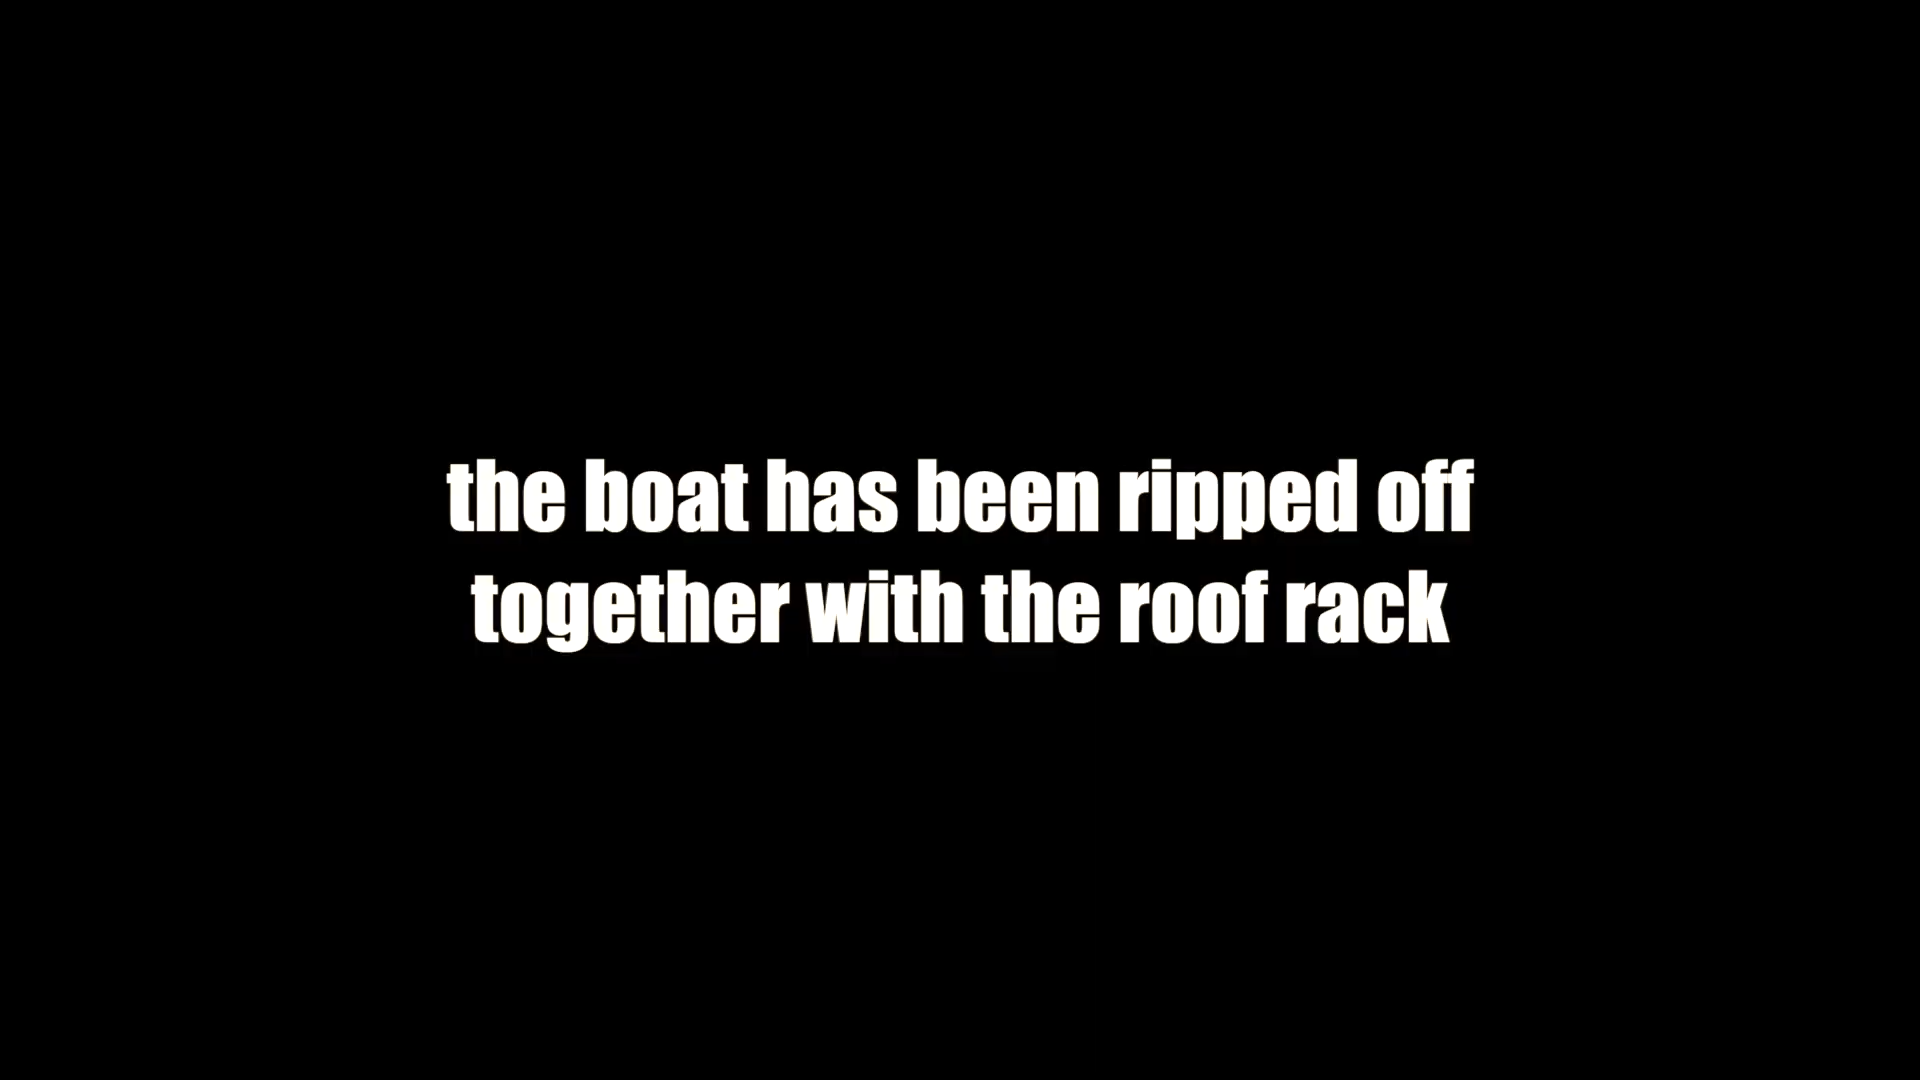 the boat has been ripped off
together with the roof rack